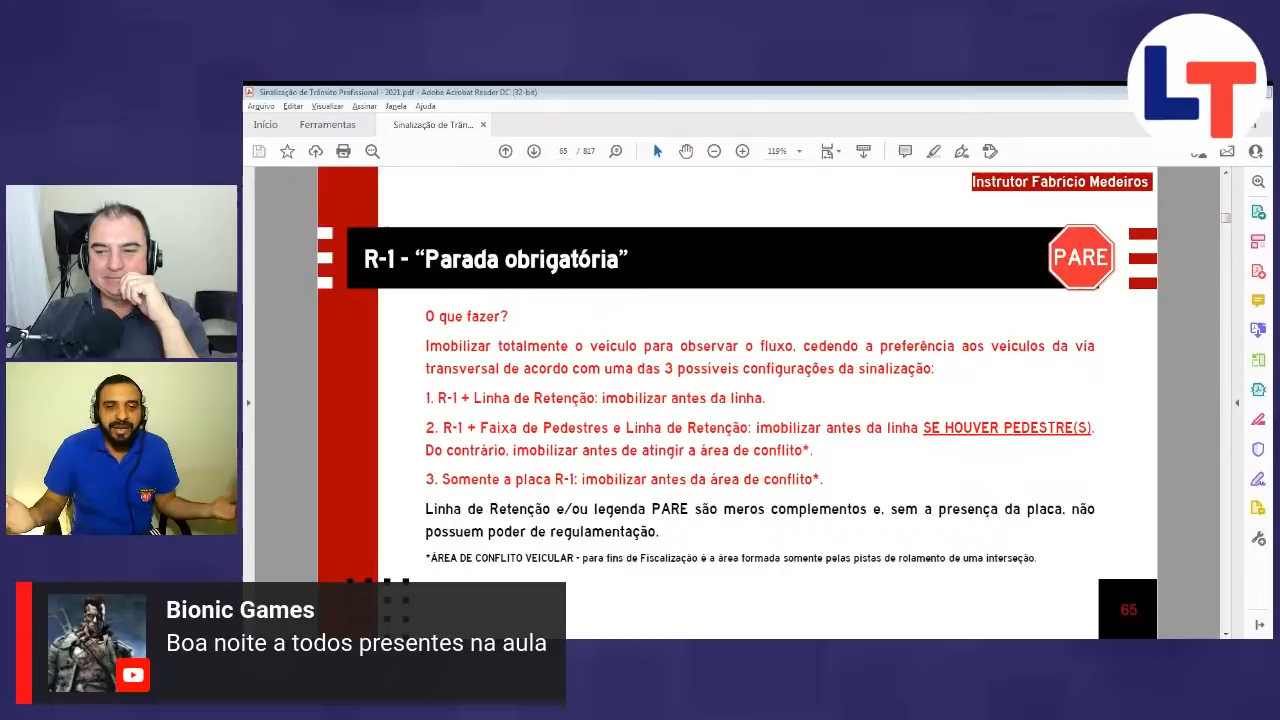 LT
Sinalização de Trânsito Profissional - 2021.pdf - Adobe Acrobat Reader DC (32-bit)
Arquivo Editar Visualizar Assinar Janela Ajuda
Início Ferramentas Sinalização de Trân... ×
65 / 817 119%
Instrutor Fabrício Medeiros
R-1 - “Parada obrigatória”
PARE
O que fazer?
Imobilizar totalmente o veículo para observar o fluxo, cedendo a preferência aos veículos da via
transversal de acordo com uma das 3 possíveis configurações da sinalização:
1. R-1 + Linha de Retenção: imobilizar antes da linha.
2. R-1 + Faixa de Pedestres e Linha de Retenção: imobilizar antes da linha SE HOUVER PEDESTRE(S).
Do contrário, imobilizar antes de atingir a área de conflito*.
3. Somente a placa R-1: imobilizar antes da área de conflito*.
Linha de Retenção e/ou legenda PARE são meros complementos e, sem a presença da placa, não
possuem poder de regulamentação.
*ÁREA DE CONFLITO VEICULAR - para fins de Fiscalização é a área formada somente pelas pistas de rolamento de uma interseção.
65
Bionic Games
Boa noite a todos presentes na aula